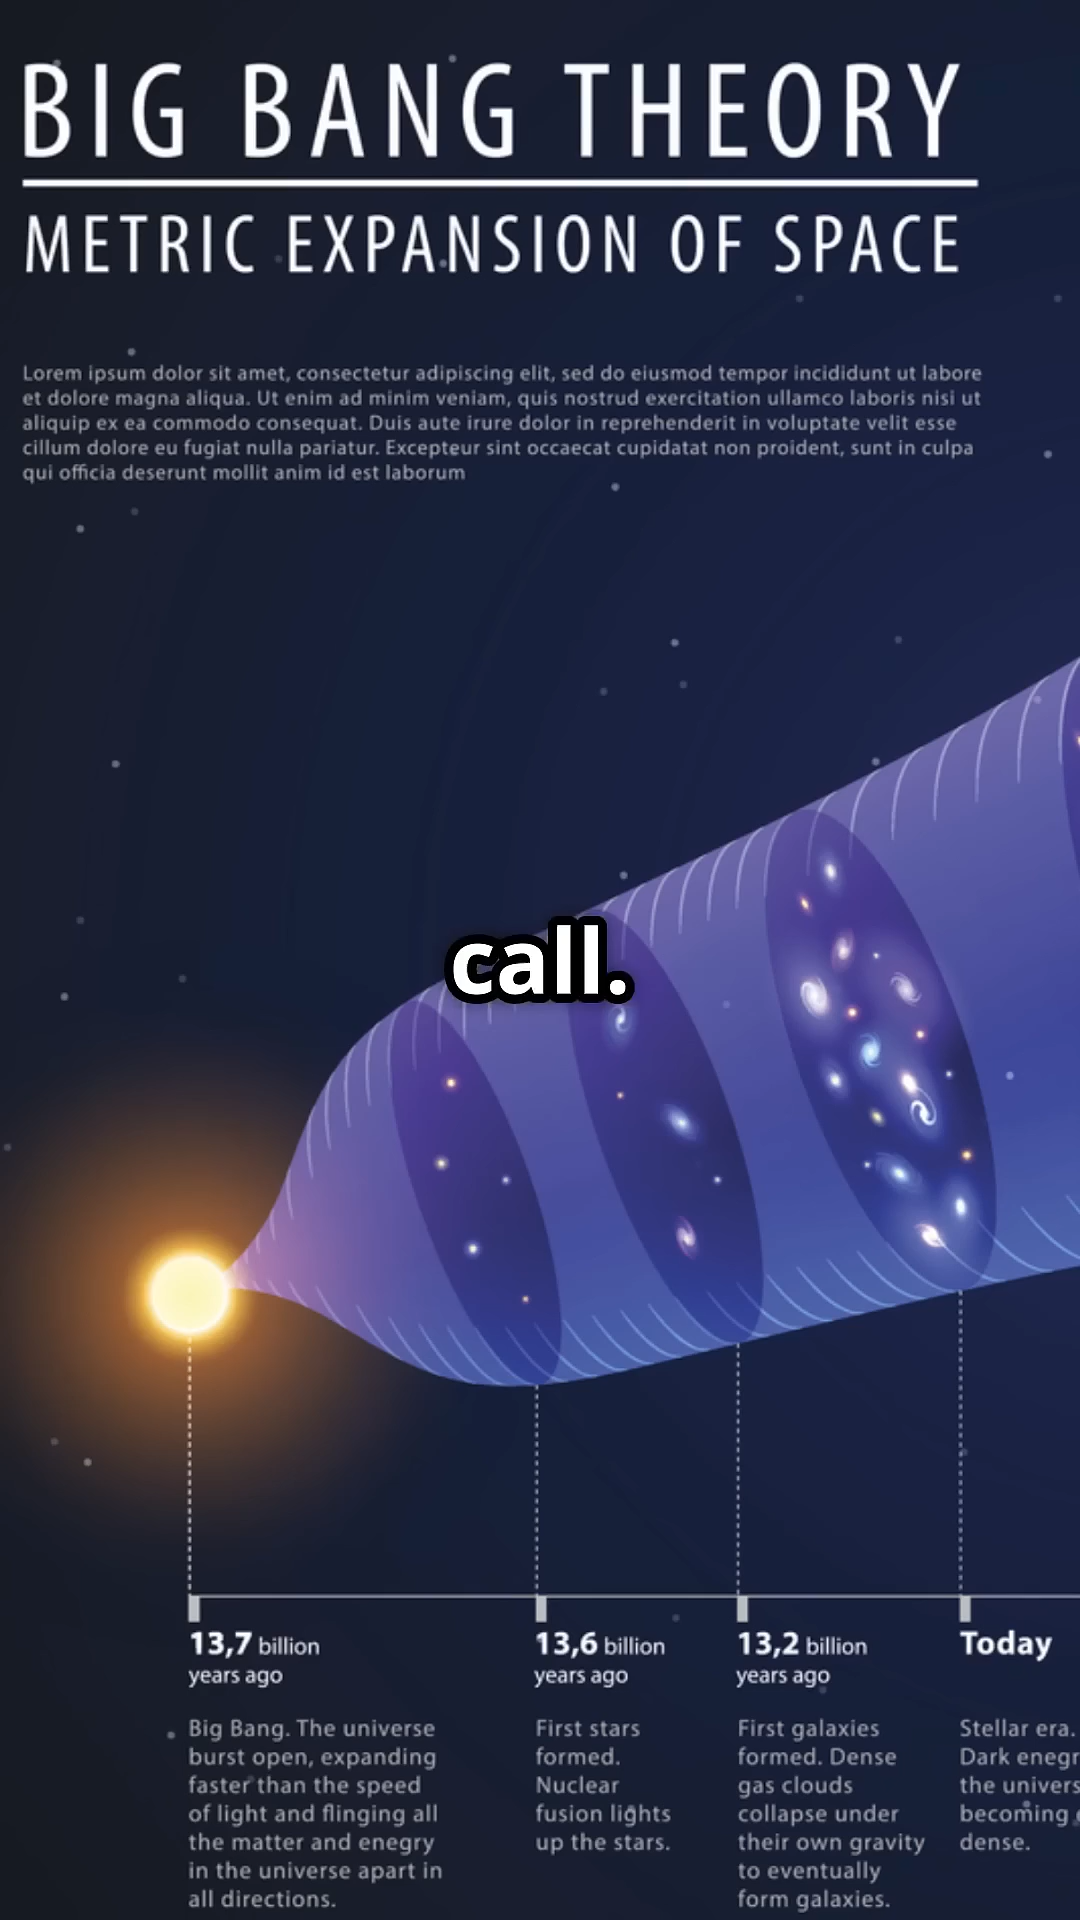 BIG BANG THEORY
METRIC EXPANSION OF SPACE
Lorem ipsum dolor sit amet, consectetur adipiscing elit, sed do eiusmod tempor incididunt ut labore
et dolore magna aliqua. Ut enim ad minim veniam, quis nostrud exercitation ullamco laboris nisi ut
aliquip ex ea commodo consequat. Duis aute irure dolor in reprehenderit in voluptate velit esse
cillum dolore eu fugiat nulla pariatur. Excepteur sint occaecat cupidatat non proident, sunt in culpa
qui officia deserunt mollit anim id est laborum
call.
13,7 billion
years ago
Big Bang. The universe
burst open, expanding
faster than the speed
of light and flinging all
the matter and enegry
in the universe apart in
all directions.
13,6 billion
years ago
First stars
formed.
Nuclear
fusion lights
up the stars.
13,2 billion
years ago
First galaxies
formed. Dense
gas clouds
collapse under
their own gravity
to eventually
form galaxies.
Today
Stellar era.
Dark enegr
the univers
becoming
dense.